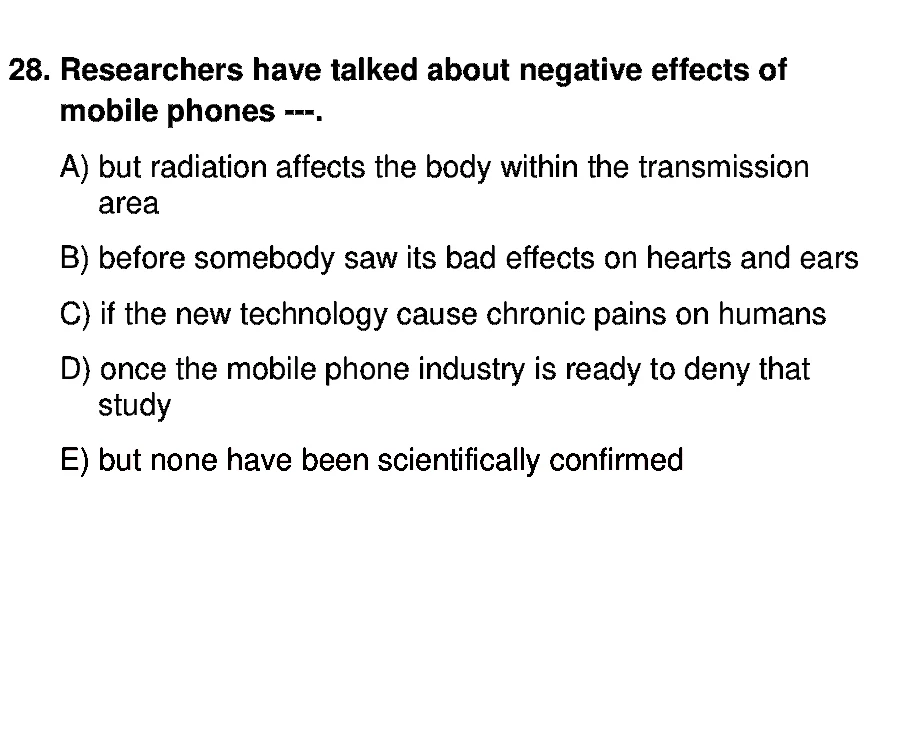 28. Researchers have talked about negative effects of
mobile phones ---.
A) but radiation affects the body within the transmission
area
B) before somebody saw its bad effects on hearts and ears
C) if the new technology cause chronic pains on humans
D) once the mobile phone industry is ready to deny that
study
E) but none have been scientifically confirmed